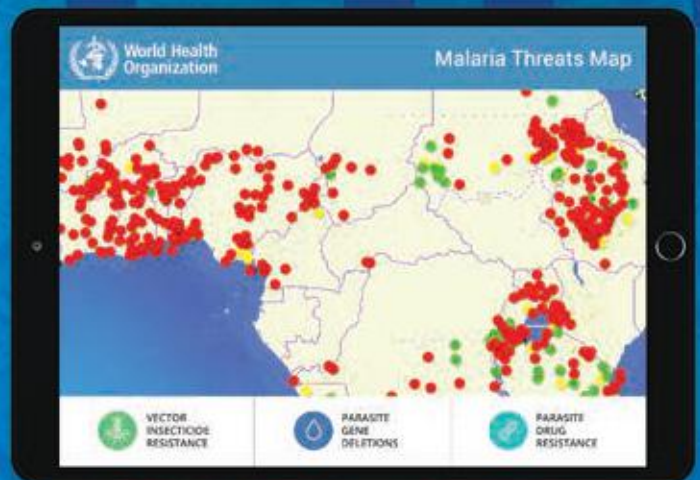 World Health
Organization
Malaria Threats Map
VECTOR
INSECTICIDE
RESISTANCE
PARASITE
GENE
DELETIONS
PARASITE
DRUG
RESISTANCE